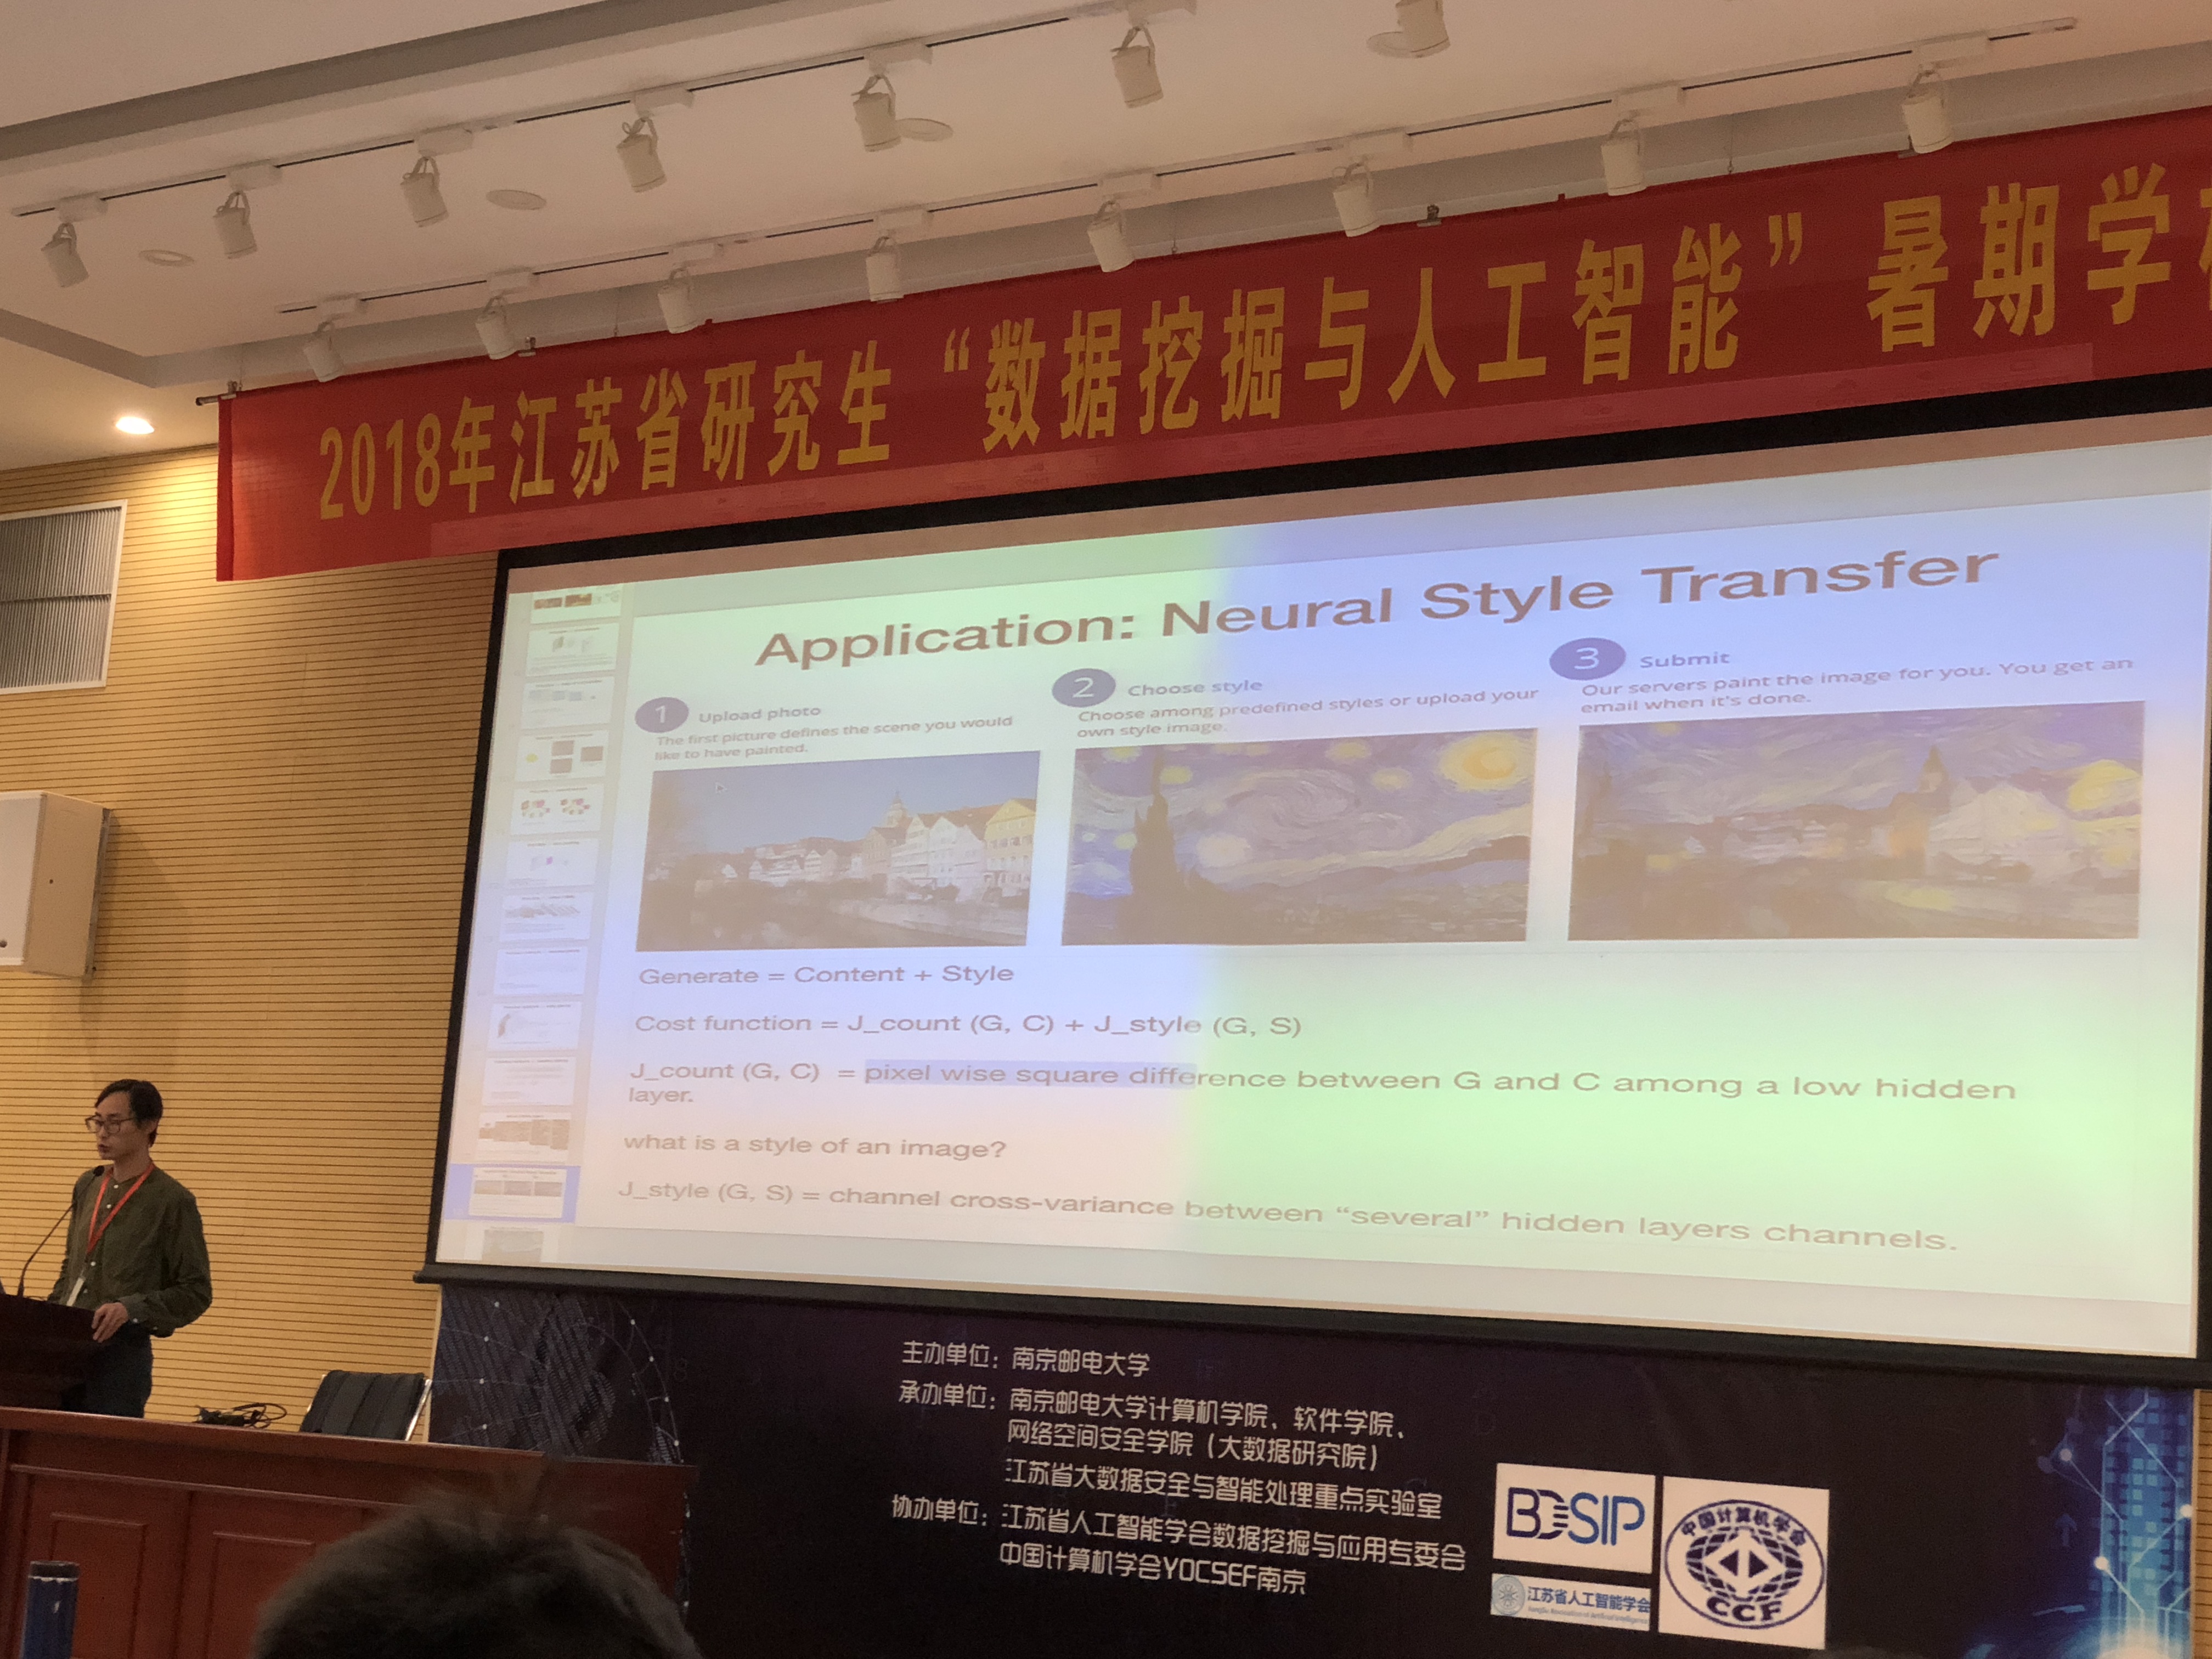 2018年江苏省研究生“数据挖掘与人工智能”暑期学
Application: Neural Style Transfer
1 Upload photo
The first picture defines the scene you would
like to have painted.
2 Choose style
Choose among predefined styles or upload your
own style image.
3 Submit
Our servers paint the image for you. You get an
email when it's done.
Generate = Content + Style
Cost function = J_count (G, C) + J_style (G, S)
J_count (G, C) = pixel wise square difference between G and C among a low hidden
layer.
what is a style of an image?
J_style (G, S) = channel cross-variance between “several” hidden layers channels.
主办单位：南京邮电大学
承办单位：南京邮电大学计算机学院、软件学院、
网络空间安全学院（大数据研究院）
江苏省大数据安全与智能处理重点实验室
协办单位：江苏省人工智能学会数据挖掘与应用专委会
中国计算机学会YOCSEF南京
BDSIP
江苏省人工智能学会
中国计算机学会
CCF